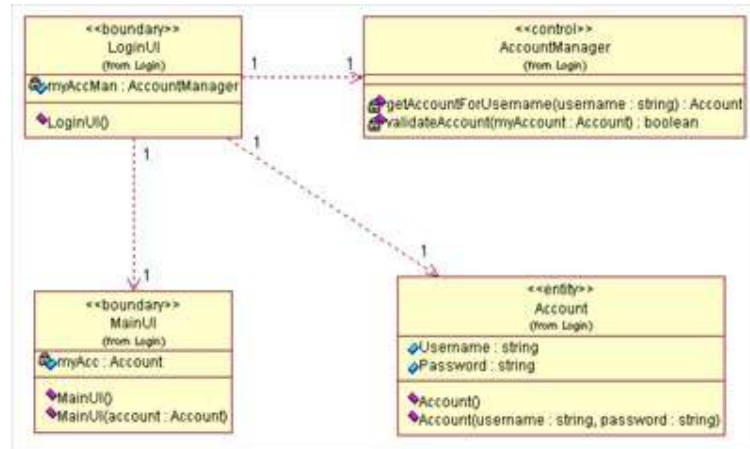 <<boundary>>
LoginUI
(from Login)
myAccMan : AccountManager
LoginUI()
<<control>>
AccountManager
(from Login)
getAccountForUsername(username : string) : Account
validateAccount(myAccount : Account) : boolean
1
1
1
1
1
1
<<boundary>>
MainUI
(from Login)
myAcc : Account
MainUI()
MainUI(account : Account)
<<entity>>
Account
(from Login)
Username : string
Password : string
Account()
Account(username : string, password : string)